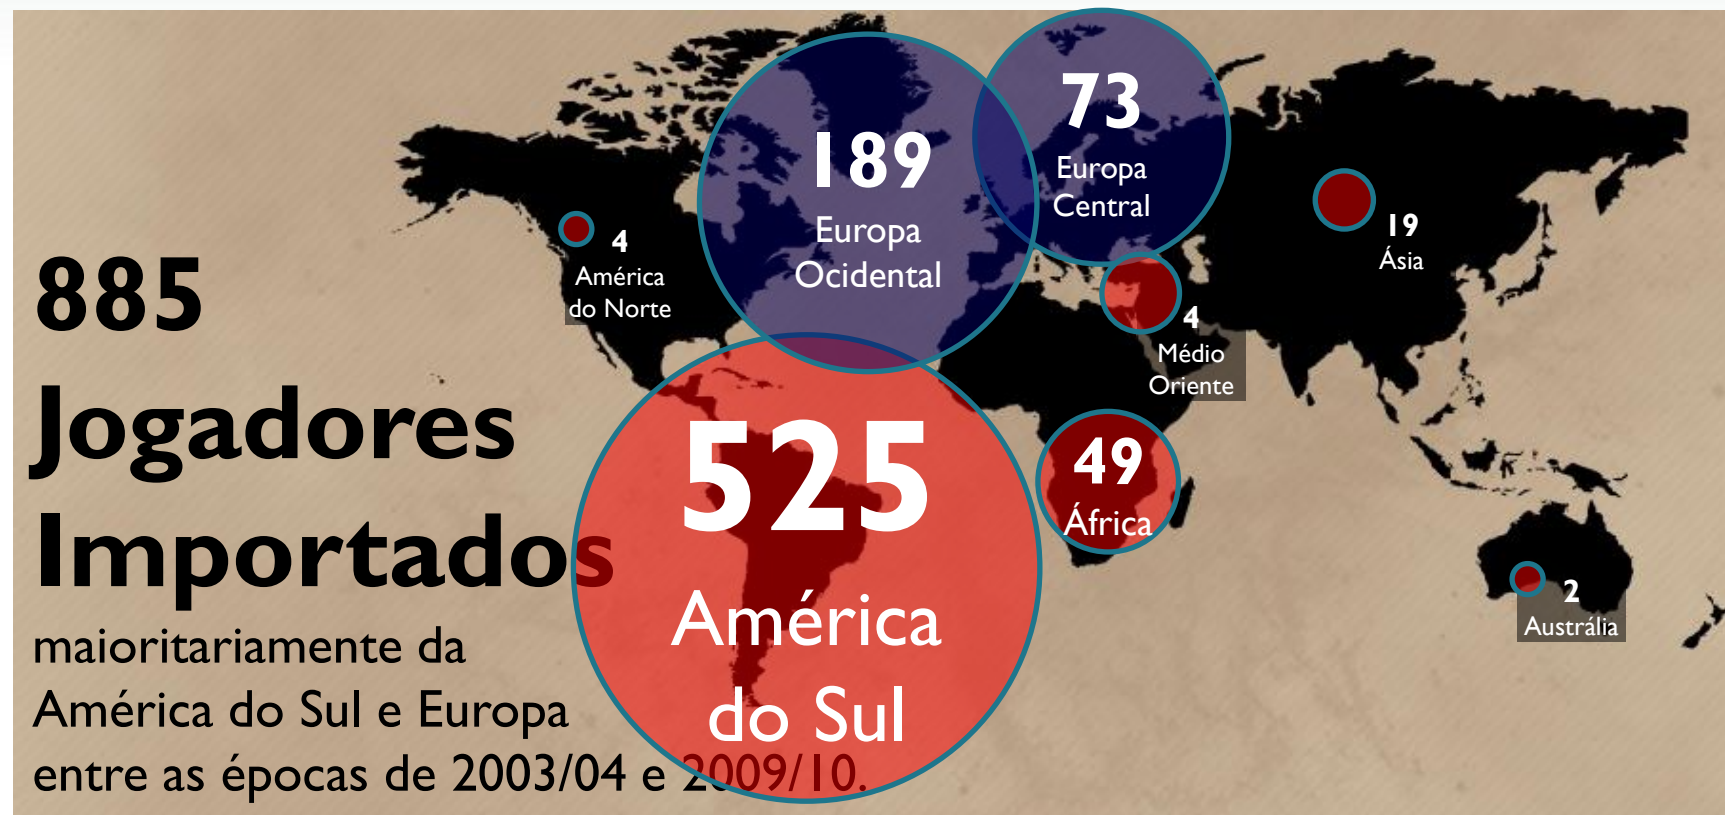 885
Jogadores
Importados
maioritariamente da
América do Sul e Europa
entre as épocas de 2003/04 e 2009/10.
4
América
do Norte
189
Europa
Ocidental
73
Europa
Central
19
Ásia
4
Médio
Oriente
525
América
do Sul
49
África
2
Austrália